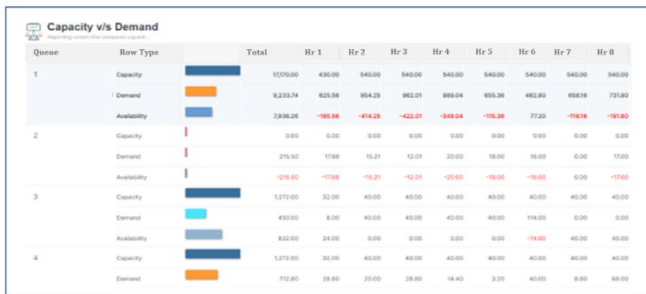 Capacity v/s Demand
Queue Row Type Total Hr 1 Hr 2 Hr 3 Hr 4 Hr 5 Hr 6 Hr 7 Hr 8
1 Capacity 17,170.00 430.00 540.00 540.00 540.00 540.00 540.00 540.00 540.00
Demand 9,233.74 625.56 954.25 962.01 889.04 655.36 462.80 658.16 731.80
Availability 7,936.26 -195.56 -414.25 -422.01 -349.04 -115.36 77.20 -118.16 -191.80
2 Capacity 0.00 0.00 0.00 0.00 0.00 0.00 0.00 0.00 0.00
Demand 215.50 17.68 15.21 12.01 20.00 18.00 18.00 0.00 17.00
Availability -215.50 -17.68 -15.21 -12.01 -20.00 -18.00 -18.00 0.00 -17.00
3 Capacity 1,272.00 32.00 40.00 40.00 40.00 40.00 40.00 40.00 40.00
Demand 450.00 8.00 40.00 40.00 40.00 40.00 114.00 0.00 0.00
Availability 822.00 24.00 0.00 0.00 0.00 0.00 -74.00 40.00 40.00
4 Capacity 1,272.00 32.00 40.00 40.00 40.00 40.00 40.00 40.00 40.00
Demand 712.80 28.80 20.00 28.80 14.40 3.20 40.00 8.80 68.00